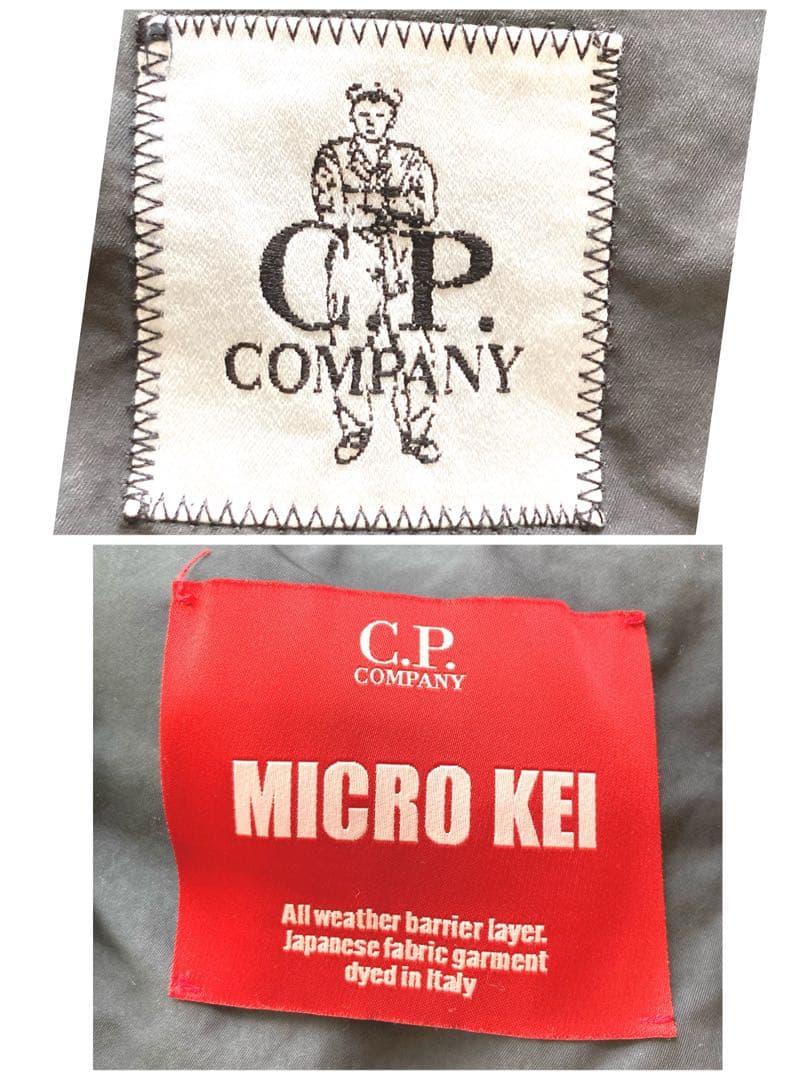 C.P.
COMPANY
C.P.
COMPANY
MICRO KEI
All weather barrier layer.
Japanese fabric garment
dyed in Italy